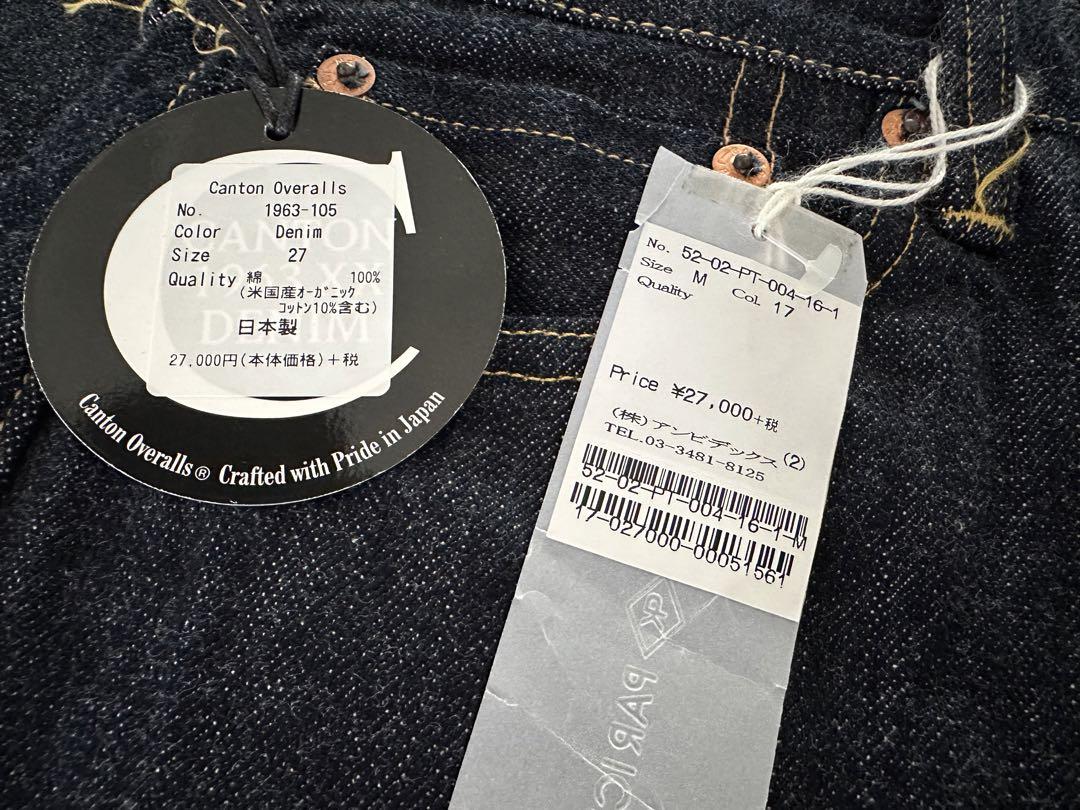 Canton Overalls
No. 1963-105
Color Denim
Size 27
Quality 綿 100%
(米国産オーガニック
コットン10%含む)
日本製
27,000円(本体価格)+税
CANTON
1963 XX
DENIM
Canton Overalls® Crafted with Pride in Japan
No. 52-02-PT-004-16-1
Size M Col. 17
Quality
Price ¥27,000+税
(株)アンビデックス(2)
TEL.03-3481-8125
52-02-PT-004-16-1-M
17-027000-00051561